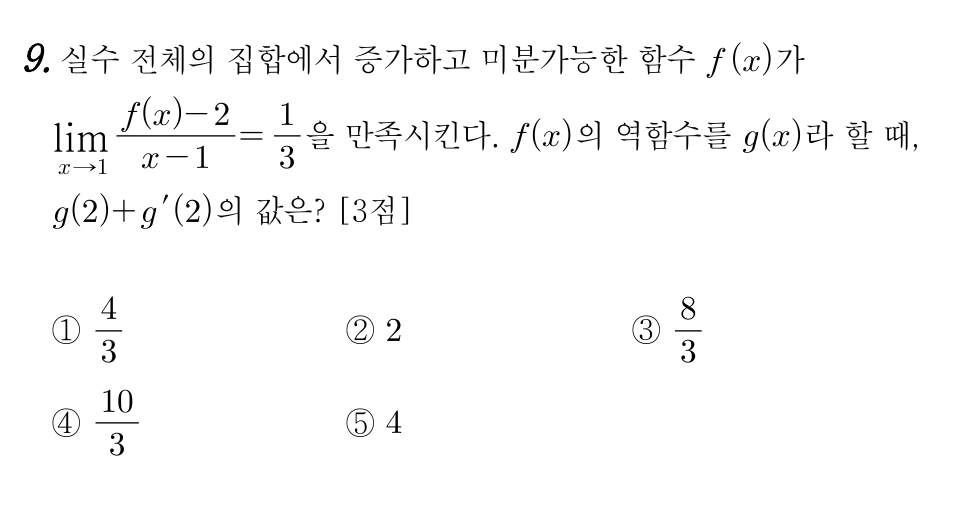 9. 실수 전체의 집합에서 증가하고 미분가능한 함수 f(x)가
lim_{x→1} \frac{f(x)-2}{x-1} = \frac{1}{3}을 만족시킨다. f(x)의 역함수를 g(x)라 할 때,
g(2)+g′(2)의 값은? [3점]
① \frac{4}{3} ② 2 ③ \frac{8}{3}
④ \frac{10}{3} ⑤ 4